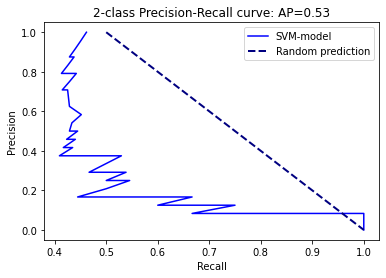 2-class Precision-Recall curve: AP=0.53
SVM-model
Random prediction
1.0
0.8
0.6
0.4
0.2
0.0
Precision
0.4 0.5 0.6 0.7 0.8 0.9 1.0
Recall